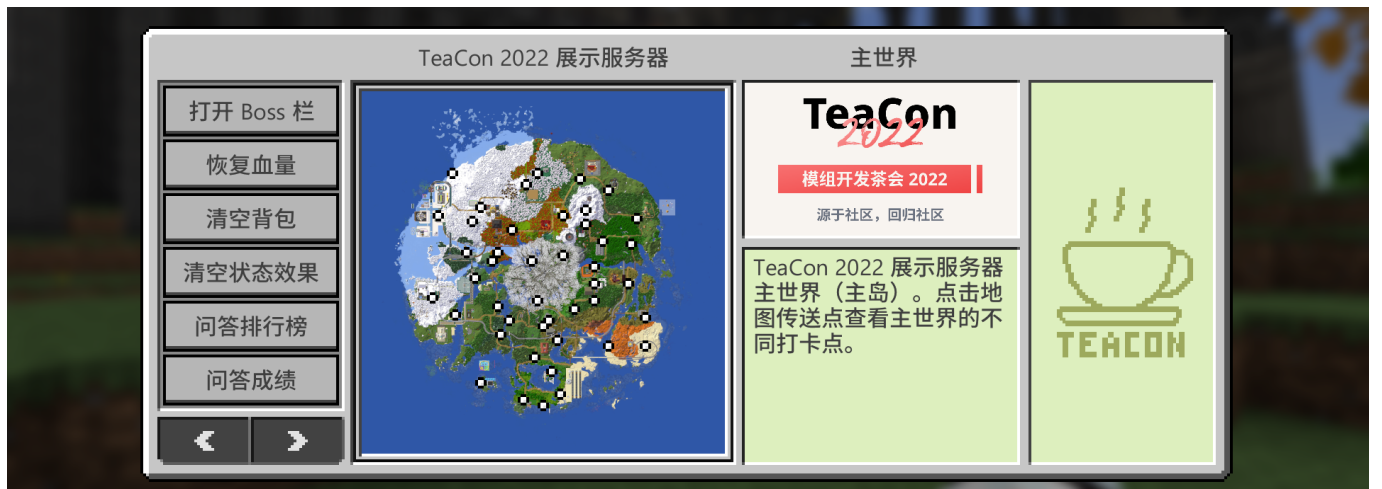 TeaCon 2022 展示服务器
主世界
打开 Boss 栏
恢复血量
清空背包
清空状态效果
问答排行榜
问答成绩
TeaCon
2022
模组开发茶会 2022
源于社区，回归社区
TeaCon 2022 展示服务器
主世界（主岛）。点击地
图传送点查看主世界的不
同打卡点。
TEACON